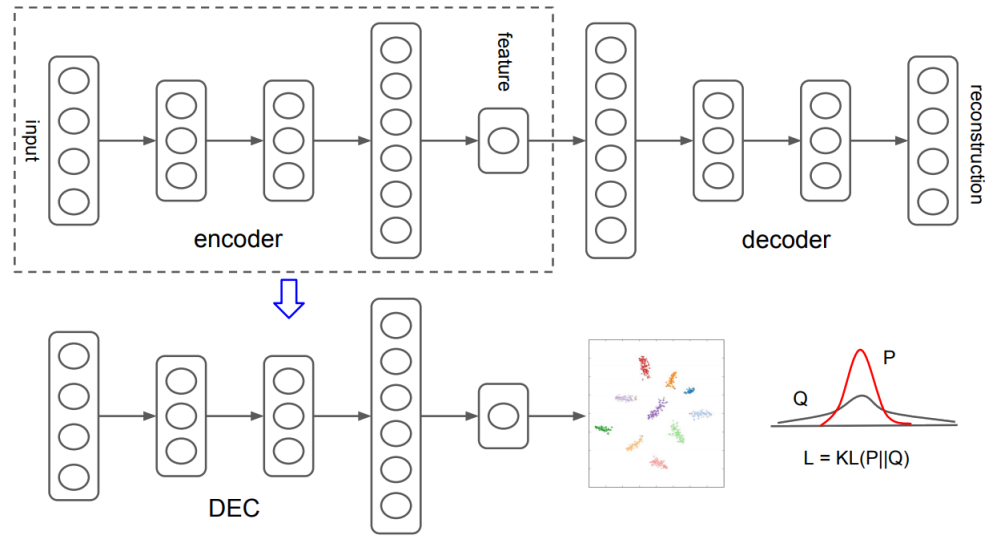 input
feature
reconstruction
encoder
decoder
DEC
P
Q
L = KL(P||Q)